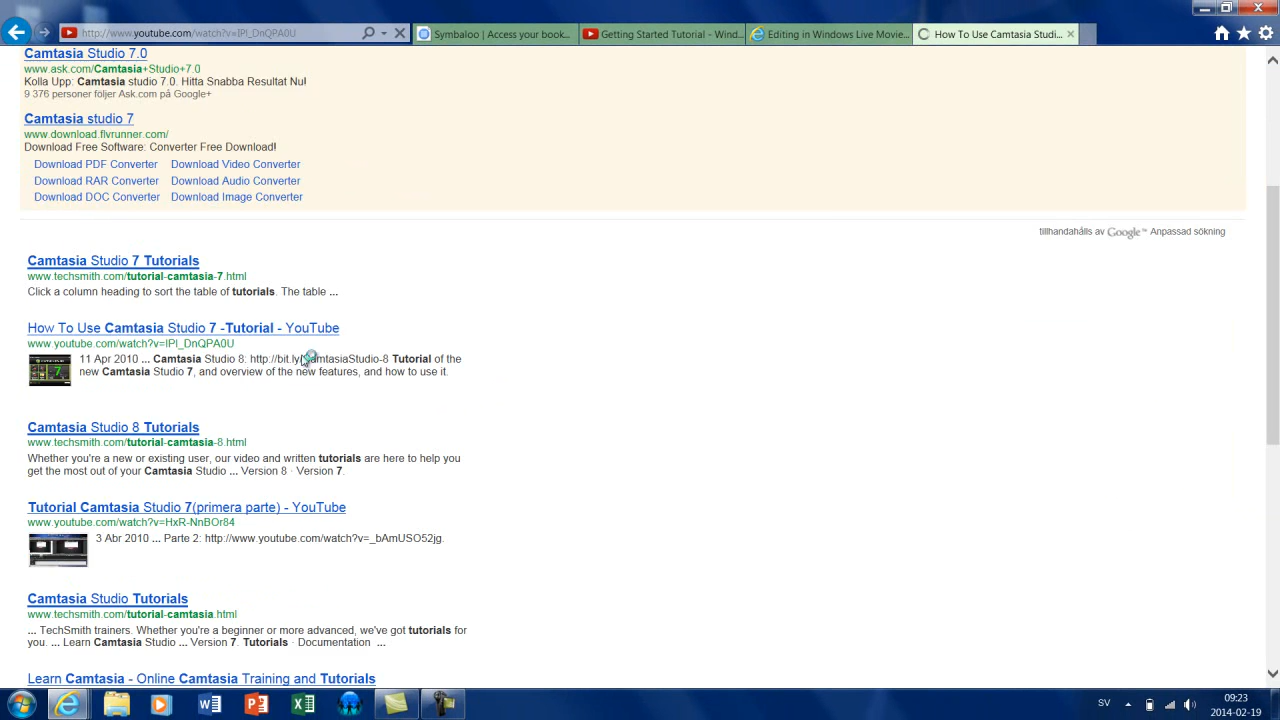 http://www.youtube.com/watch?v=IPl_DnQPA0U
Symbaloo | Access your book...
Getting Started Tutorial - Wind...
Editing in Windows Live Movie...
How To Use Camtasia Studi...
Camtasia Studio 7.0
www.ask.com/Camtasia+Studio+7.0
Kolla Upp: Camtasia studio 7.0. Hitta Snabba Resultat Nu!
9 376 personer följer Ask.com på Google+
Camtasia studio 7
www.download.flvrunner.com/
Download Free Software: Converter Free Download!
Download PDF Converter Download Video Converter
Download RAR Converter Download Audio Converter
Download DOC Converter Download Image Converter
tillhandahålls av Google™ Anpassad sökning
Camtasia Studio 7 Tutorials
www.techsmith.com/tutorial-camtasia-7.html
Click a column heading to sort the table of tutorials. The table ...
How To Use Camtasia Studio 7 -Tutorial - YouTube
www.youtube.com/watch?v=IPl_DnQPA0U
11 Apr 2010 ... Camtasia Studio 8: http://bit.ly/CamtasiaStudio-8 Tutorial of the
new Camtasia Studio 7, and overview of the new features, and how to use it.
Camtasia Studio 8 Tutorials
www.techsmith.com/tutorial-camtasia-8.html
Whether you're a new or existing user, our video and written tutorials are here to help you
get the most out of your Camtasia Studio ... Version 8 · Version 7.
Tutorial Camtasia Studio 7(primera parte) - YouTube
www.youtube.com/watch?v=HxR-NnBOr84
3 Abr 2010 ... Parte 2: http://www.youtube.com/watch?v=_bAmUSO52jg.
Camtasia Studio Tutorials
www.techsmith.com/tutorial-camtasia.html
... TechSmith trainers. Whether you're a beginner or more advanced, we've got tutorials for
you. ... Learn Camtasia Studio ... Version 7. Tutorials · Documentation ...
Learn Camtasia - Online Camtasia Training and Tutorials
SV
09:23
2014-02-19